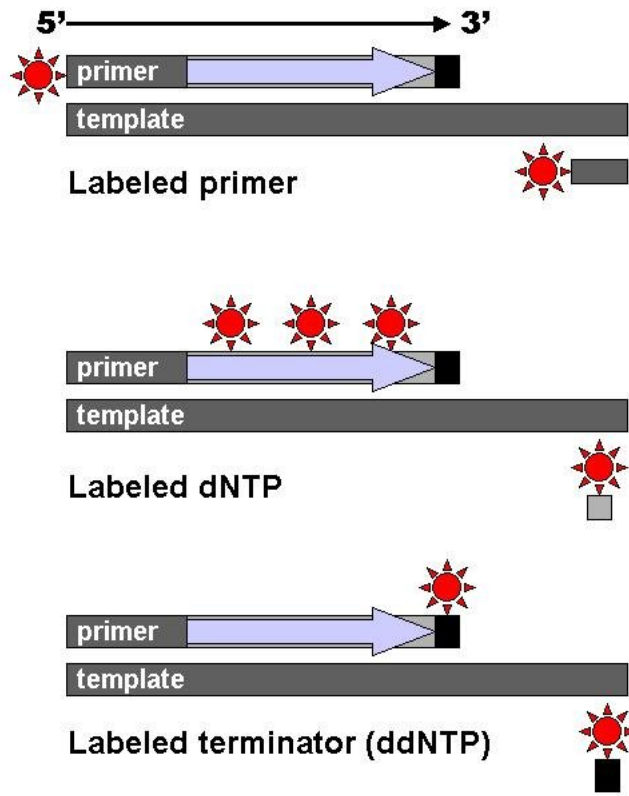 5’ 3’
primer
template
Labeled primer
primer
template
Labeled dNTP
primer
template
Labeled terminator (ddNTP)